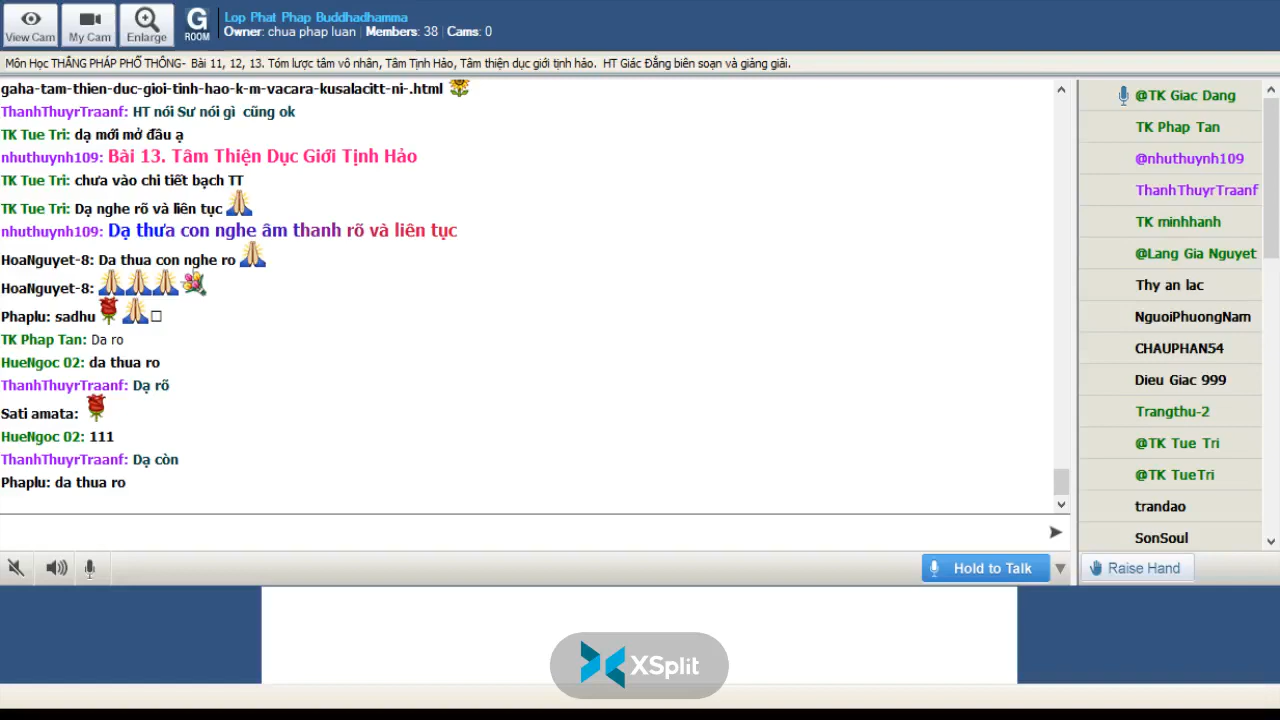 View Cam
My Cam
Enlarge
G
ROOM
Lop Phat Phap Buddhadhamma
Owner: chua phap luan | Members: 38 | Cams: 0
Môn Học THẮNG PHÁP PHỔ THÔNG- Bài 11, 12, 13. Tóm lược tâm vô nhân, Tâm Tịnh Hảo, Tâm thiện dục giới tịnh hảo. HT Giác Đẳng biên soạn và giảng giải.
gaha-tam-thien-duc-gioi-tinh-hao-k-m-vacara-kusalacitt-ni-.html
ThanhThuyrTraanf: HT nói Sư nói gì cũng ok
TK Tue Tri: dạ mới mở đầu ạ
nhuthuynh109: Bài 13. Tâm Thiện Dục Giới Tịnh Hảo
TK Tue Tri: chưa vào chi tiết bạch TT
TK Tue Tri: Dạ nghe rõ và liên tục
nhuthuynh109: Dạ thưa con nghe âm thanh rõ và liên tục
HoaNguyet-8: Da thua con nghe ro
HoaNguyet-8:
Phaplu: sadhu
TK Phap Tan: Da ro
HueNgoc 02: da thua ro
ThanhThuyrTraanf: Dạ rõ
Sati amata:
HueNgoc 02: 111
ThanhThuyrTraanf: Dạ còn
Phaplu: da thua ro
@TK Giac Dang
TK Phap Tan
@nhuthuynh109
ThanhThuyrTraanf
TK minhhanh
@Lang Gia Nguyet
Thy an lac
NguoiPhuongNam
CHAUPHAN54
Dieu Giac 999
Trangthu-2
@TK Tue Tri
@TK TueTri
trandao
SonSoul
Hold to Talk
Raise Hand
XSplit